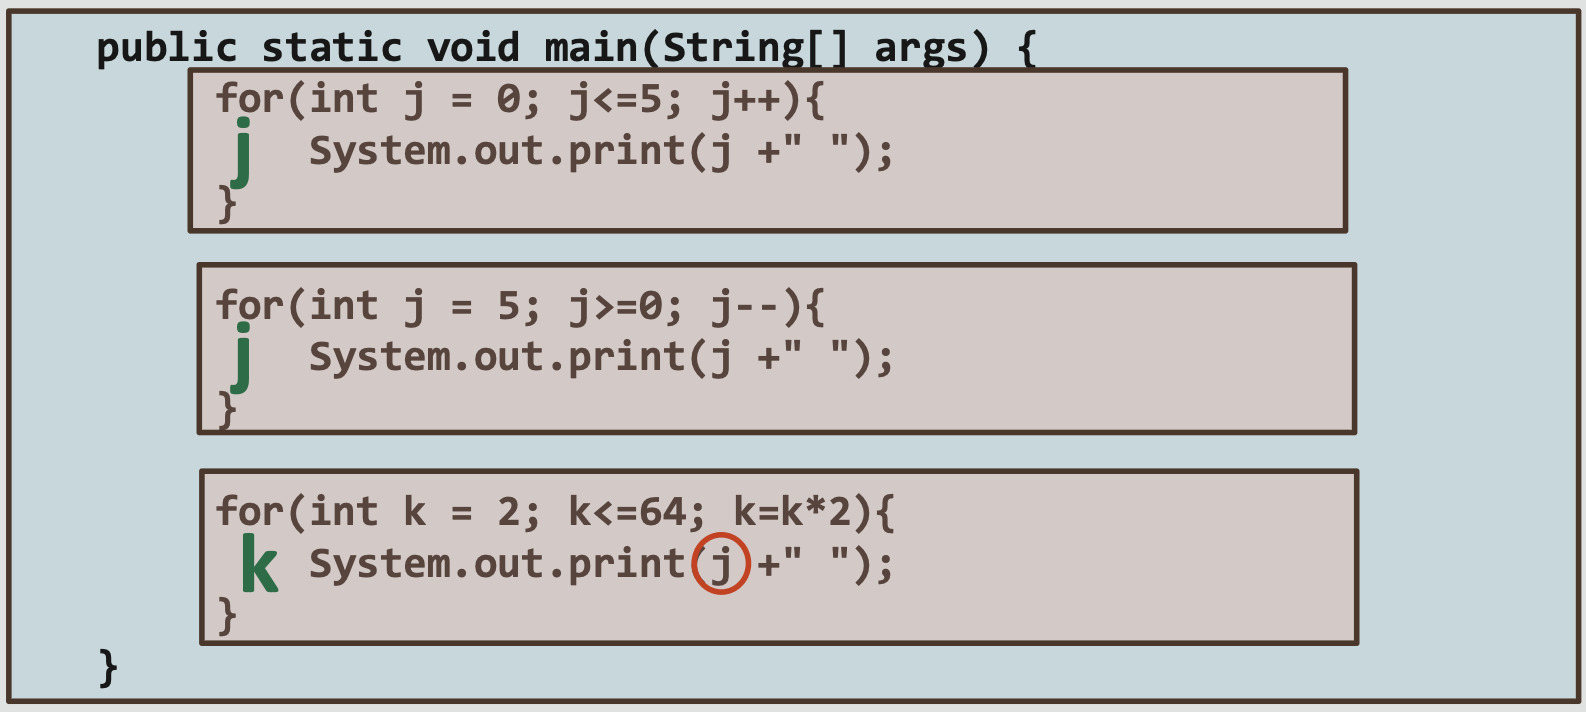 public static void main(String[] args) {
for(int j = 0; j<=5; j++){
j System.out.print(j +" ");
}
for(int j = 5; j>=0; j--){
j System.out.print(j +" ");
}
for(int k = 2; k<=64; k=k*2){
k System.out.print(j +" ");
}
}